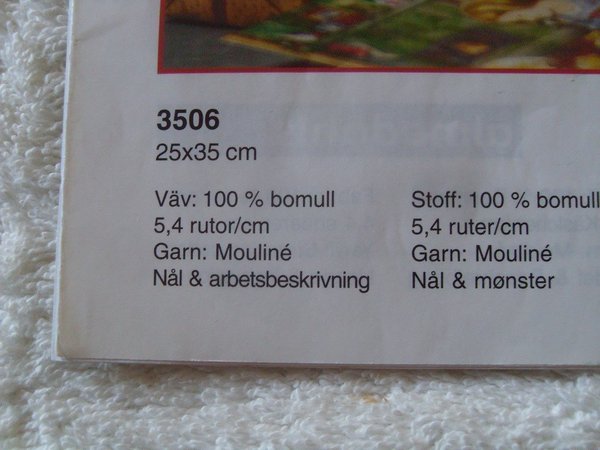 3506
25x35 cm
Väv: 100 % bomull
5,4 rutor/cm
Garn: Mouliné
Nål & arbetsbeskrivning
Stoff: 100 % bomull
5,4 ruter/cm
Garn: Mouliné
Nål & mønster